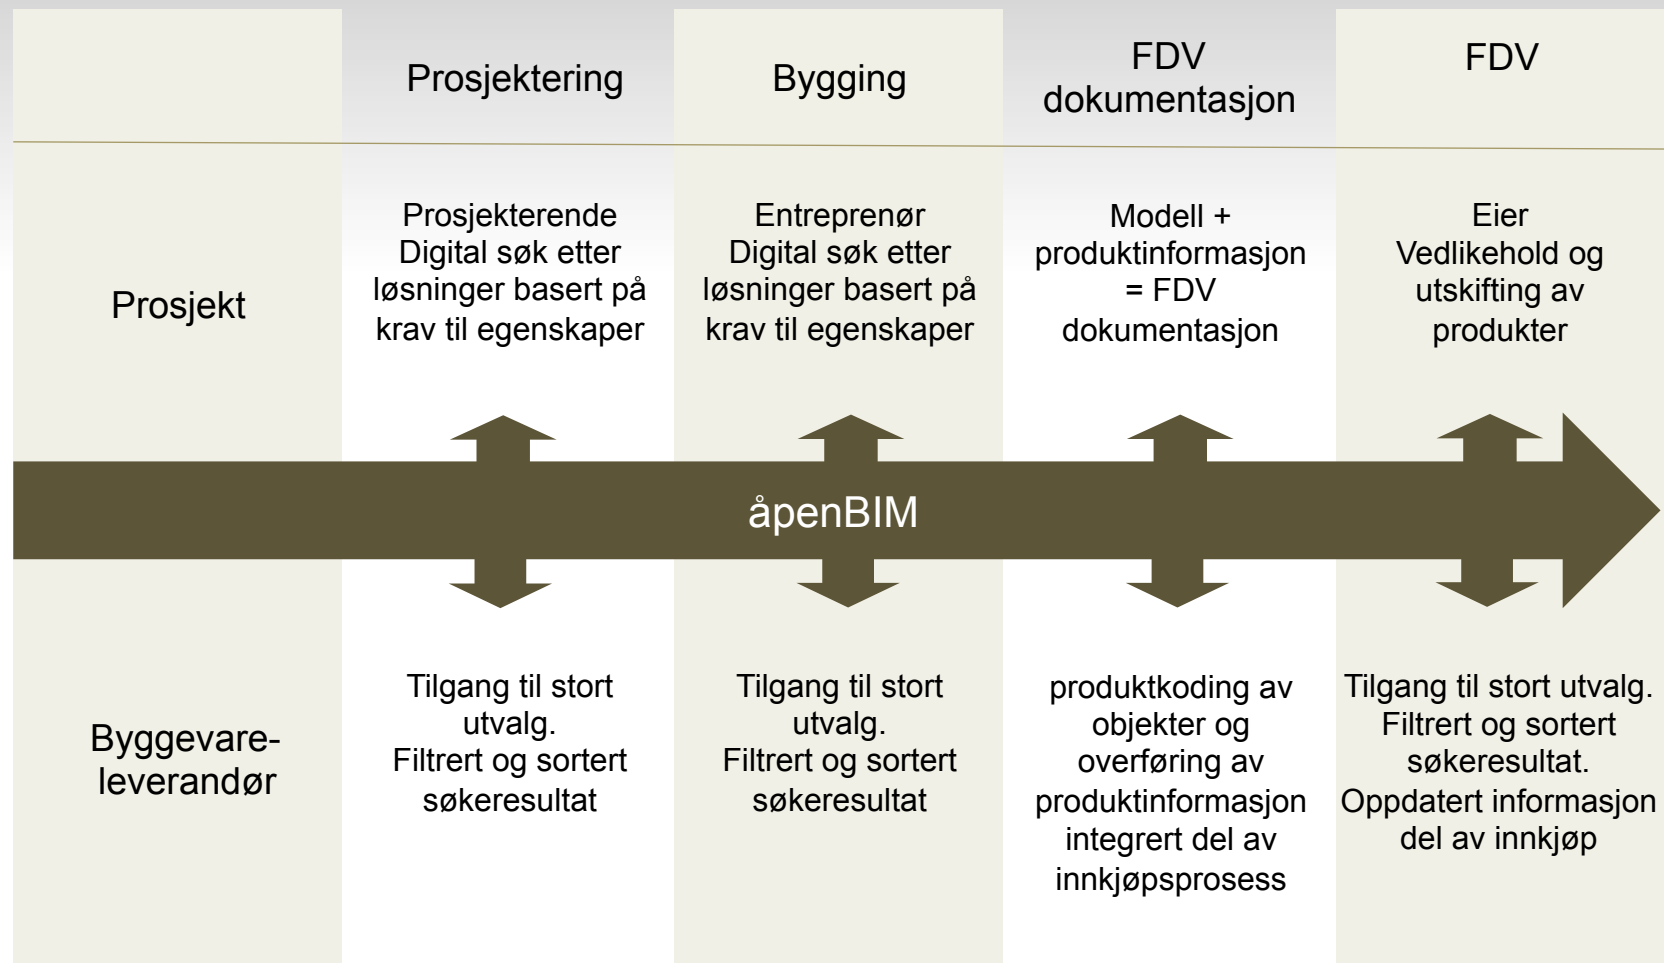 Prosjektering
Bygging
FDV
dokumentasjon
FDV
Prosjekt
Prosjekterende
Digital søk etter
løsninger basert på
krav til egenskaper
Entreprenør
Digital søk etter
løsninger basert på
krav til egenskaper
Modell +
produktinformasjon
= FDV
dokumentasjon
Eier
Vedlikehold og
utskifting av
produkter
åpenBIM
Byggevare-
leverandør
Tilgang til stort
utvalg.
Filtrert og sortert
søkeresultat
Tilgang til stort
utvalg.
Filtrert og sortert
søkeresultat
produktkoding av
objekter og
overføring av
produktinformasjon
integrert del av
innkjøpsprosess
Tilgang til stort utvalg.
Filtrert og sortert
søkeresultat.
Oppdatert informasjon
del av innkjøp